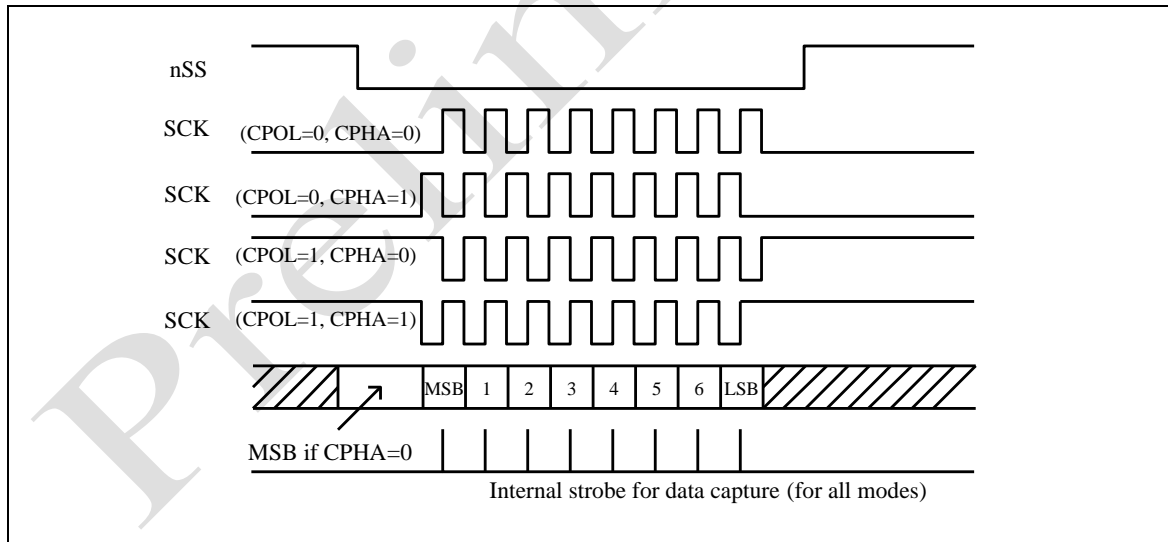 nSS
SCK (CPOL=0, CPHA=0)
SCK (CPOL=0, CPHA=1)
SCK (CPOL=1, CPHA=0)
SCK (CPOL=1, CPHA=1)
MSB 1 2 3 4 5 6 LSB
MSB if CPHA=0
Internal strobe for data capture (for all modes)
Prelin